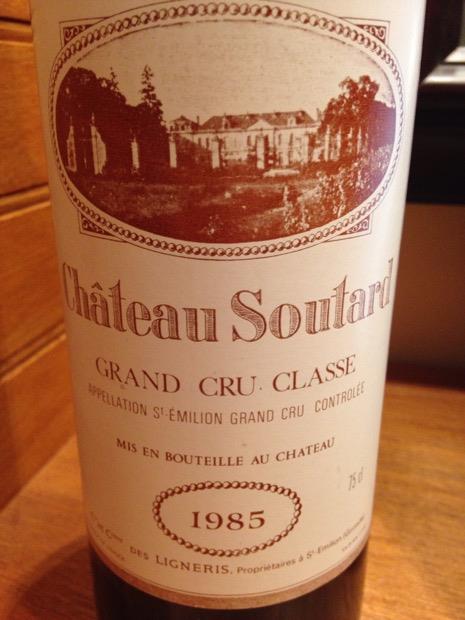 Château Soutard
GRAND CRU CLASSE
APPELLATION St-ÉMILION GRAND CRU CONTROLÉE
MIS EN BOUTEILLE AU CHATEAU
75 cl
1985
DES LIGNERIS, Propriétaires à St-Emilion